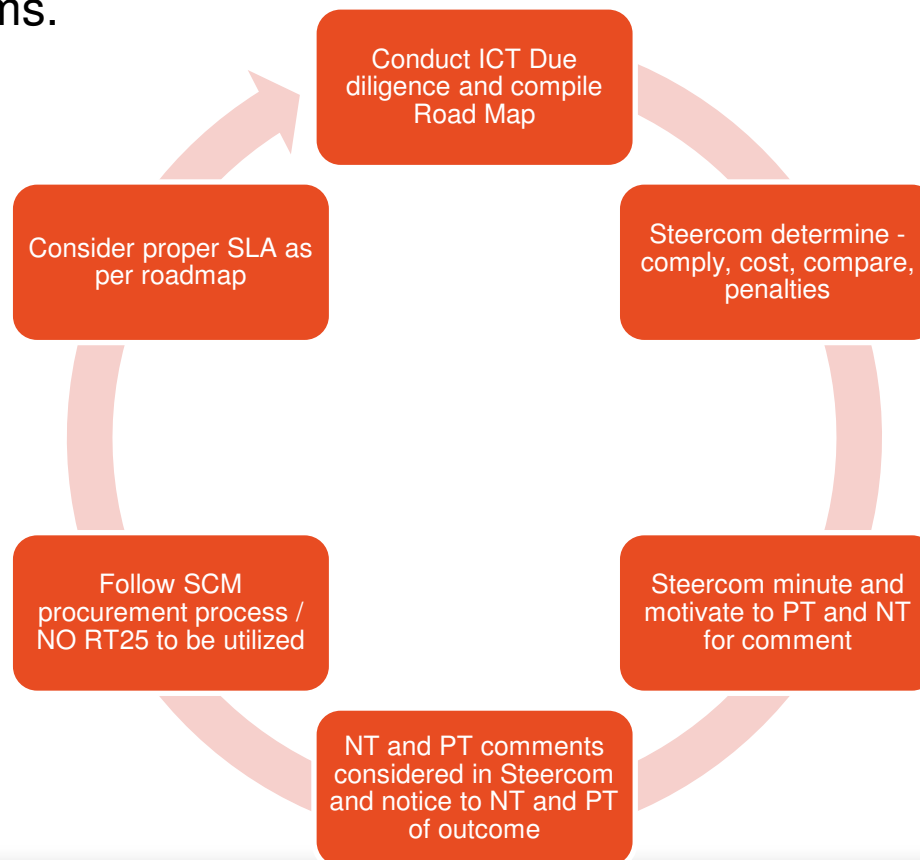 ms.
Conduct ICT Due
diligence and compile
Road Map
Steercom determine -
comply, cost, compare,
penalties
Steercom minute and
motivate to PT and NT
for comment
NT and PT comments
considered in Steercom
and notice to NT and PT
of outcome
Follow SCM
procurement process /
NO RT25 to be utilized
Consider proper SLA as
per roadmap